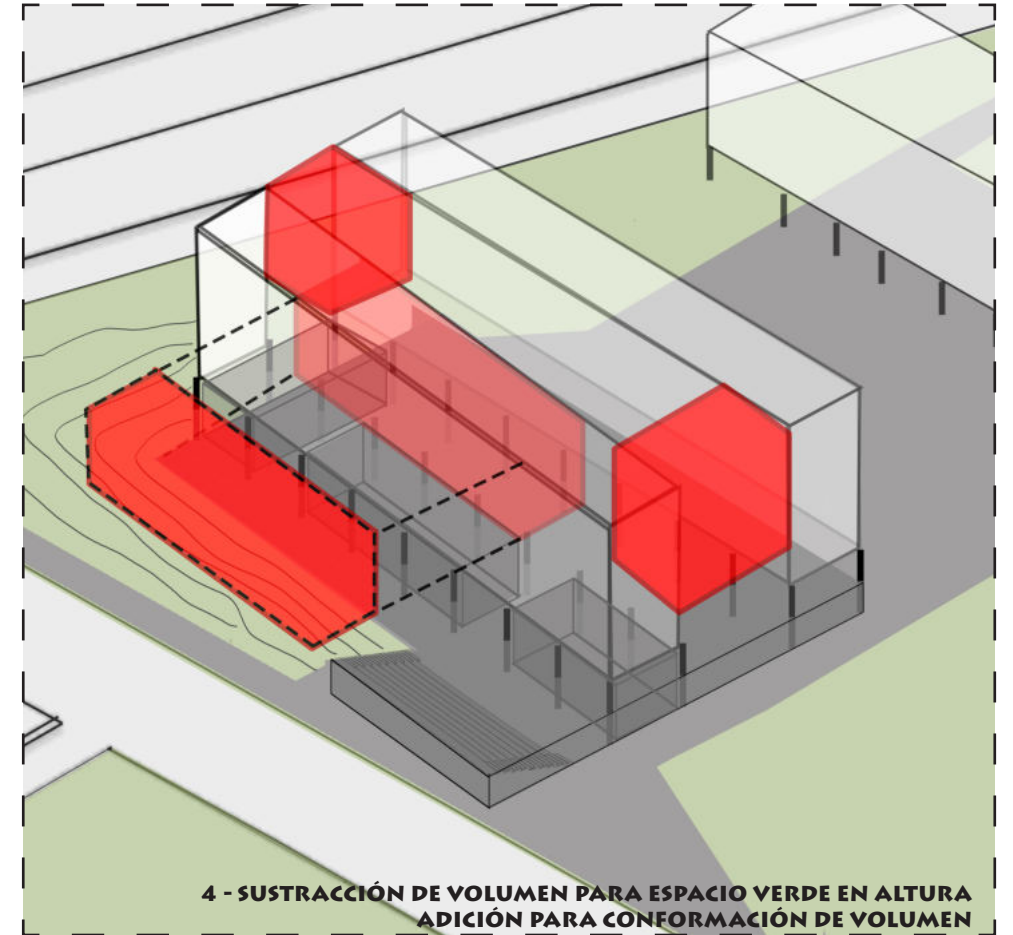 4 - SUSTRACCIÓN DE VOLUMEN PARA ESPACIO VERDE EN ALTURA
ADICIÓN PARA CONFORMACIÓN DE VOLUMEN